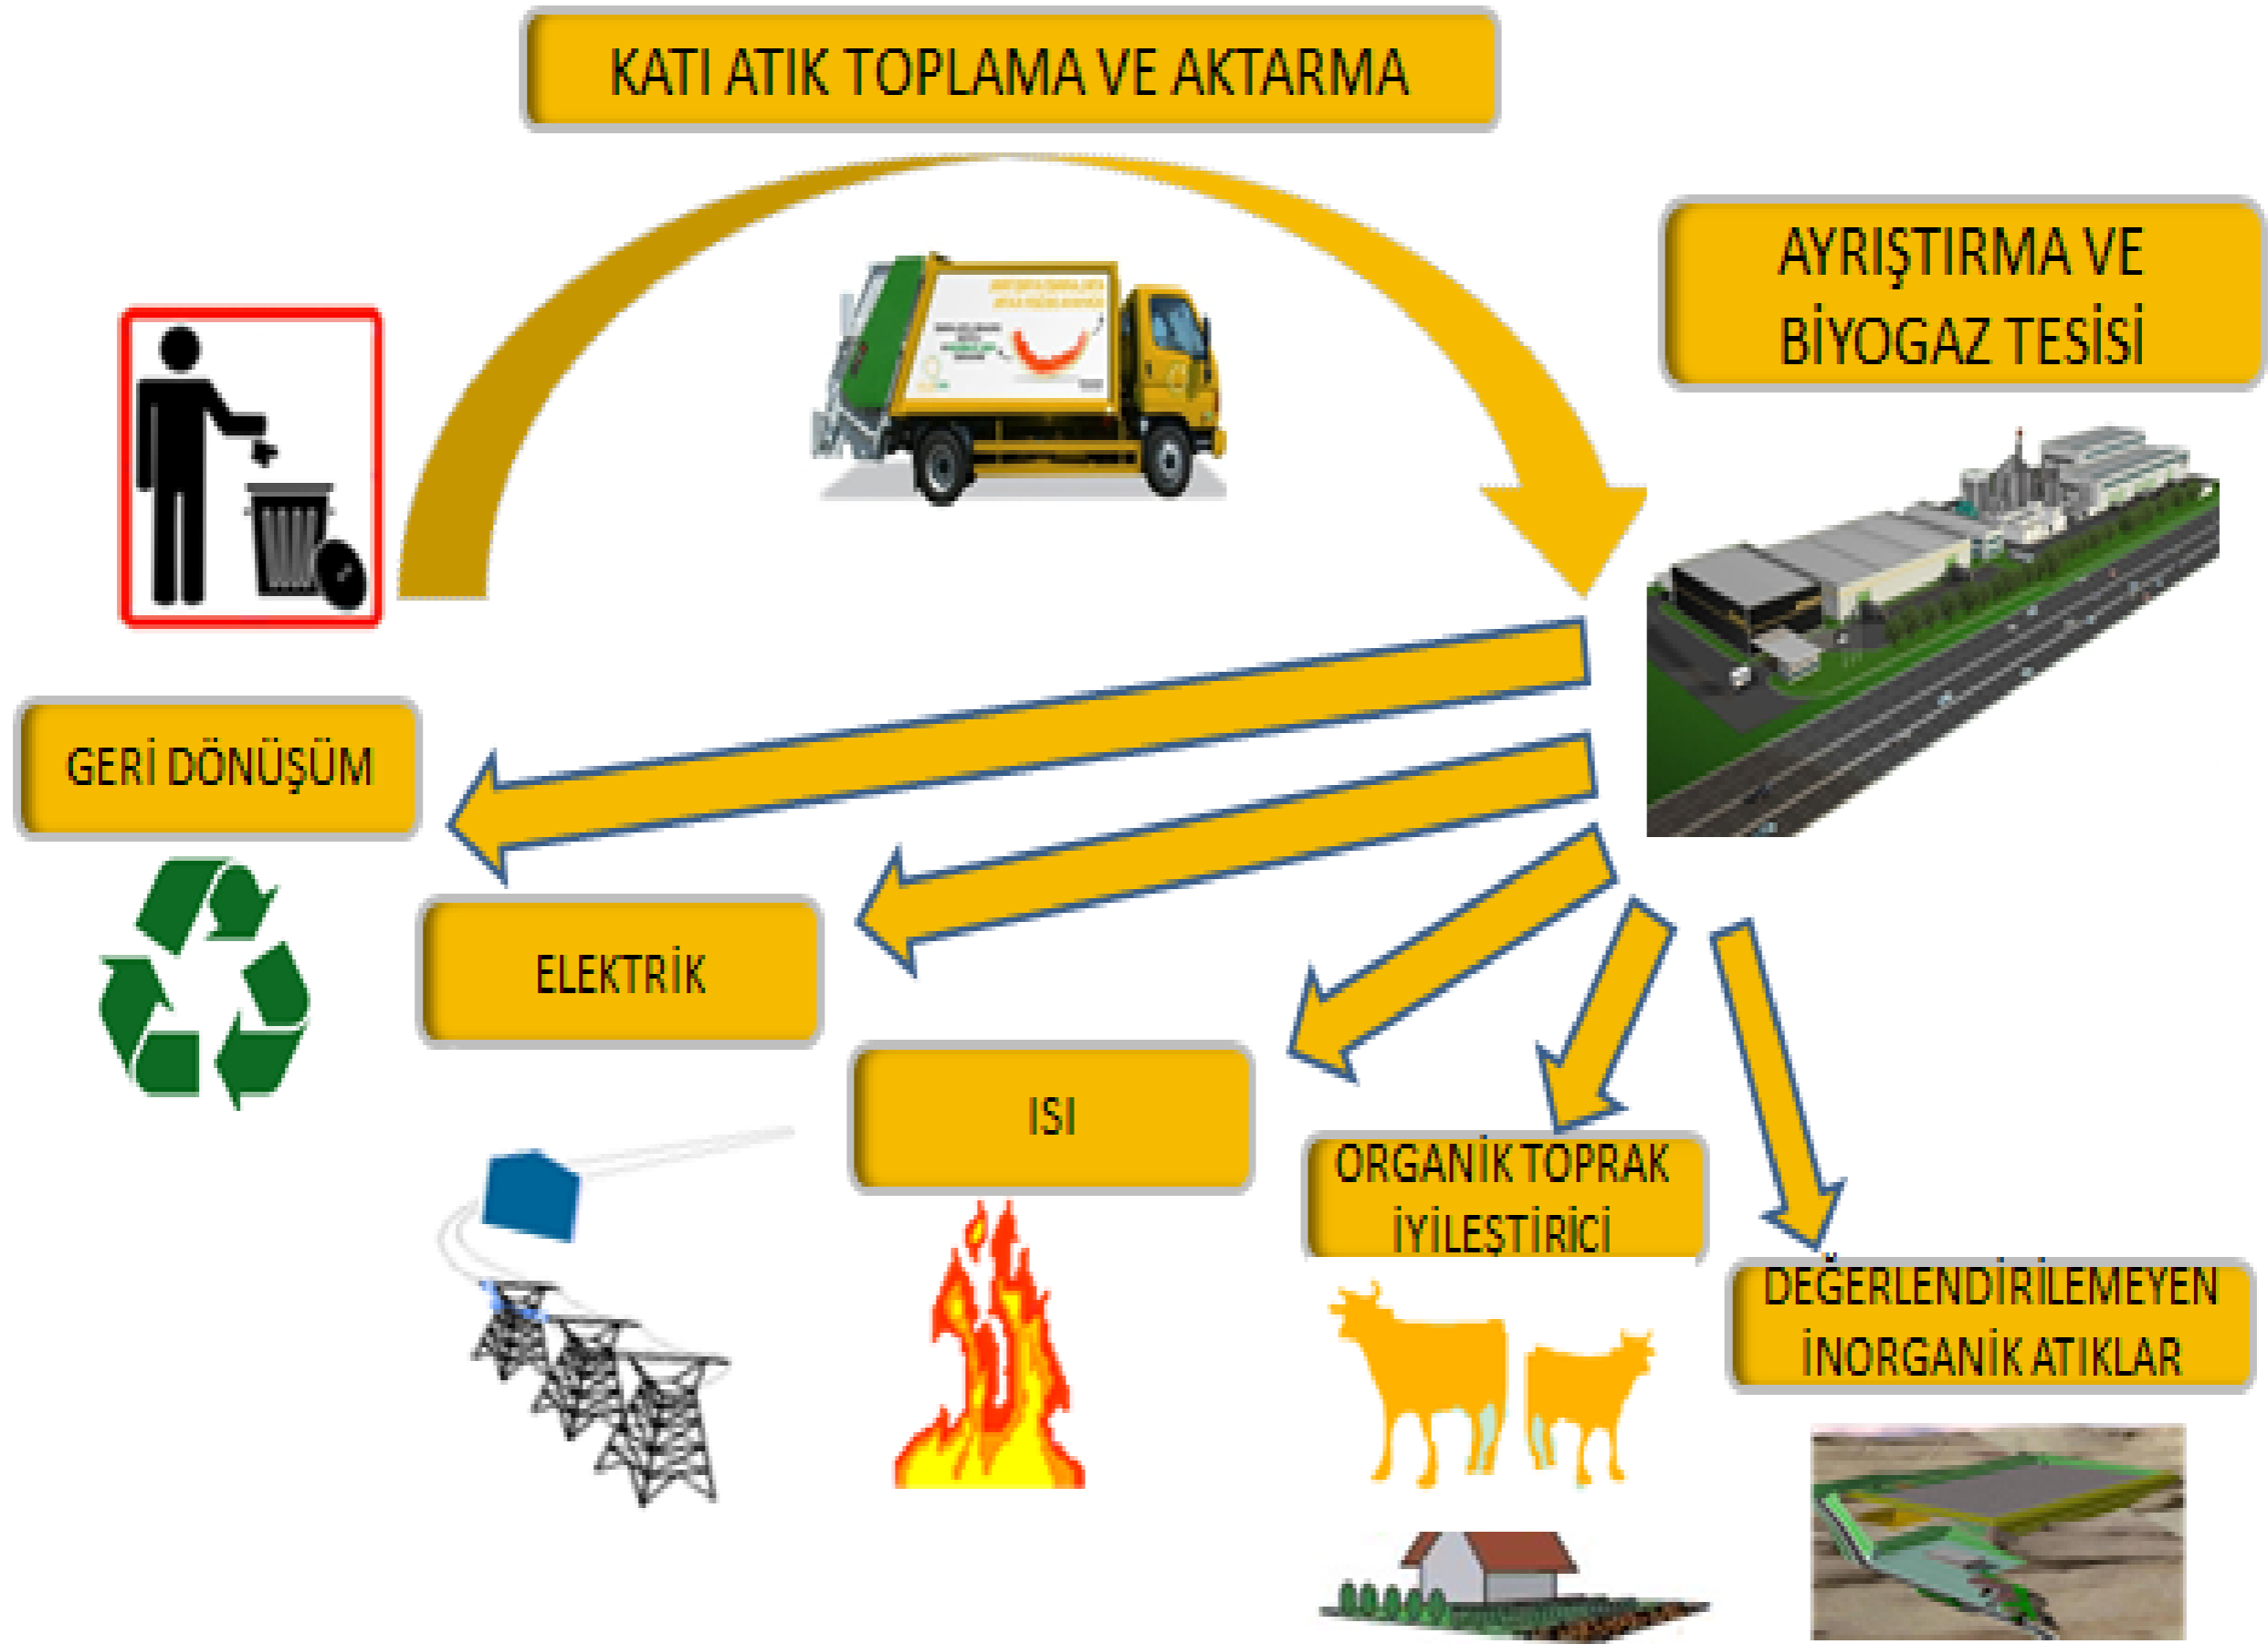 KATI ATIK TOPLAMA VE AKTARMA
AYRIŞTIRMA VE
BİYOGAZ TESİSİ
GERİ DÖNÜŞÜM
ELEKTRİK
ISI
ORGANİK TOPRAK
İYİLEŞTİRİCİ
DEĞERLENDİRİLEMEYEN
İNORGANİK ATIKLAR